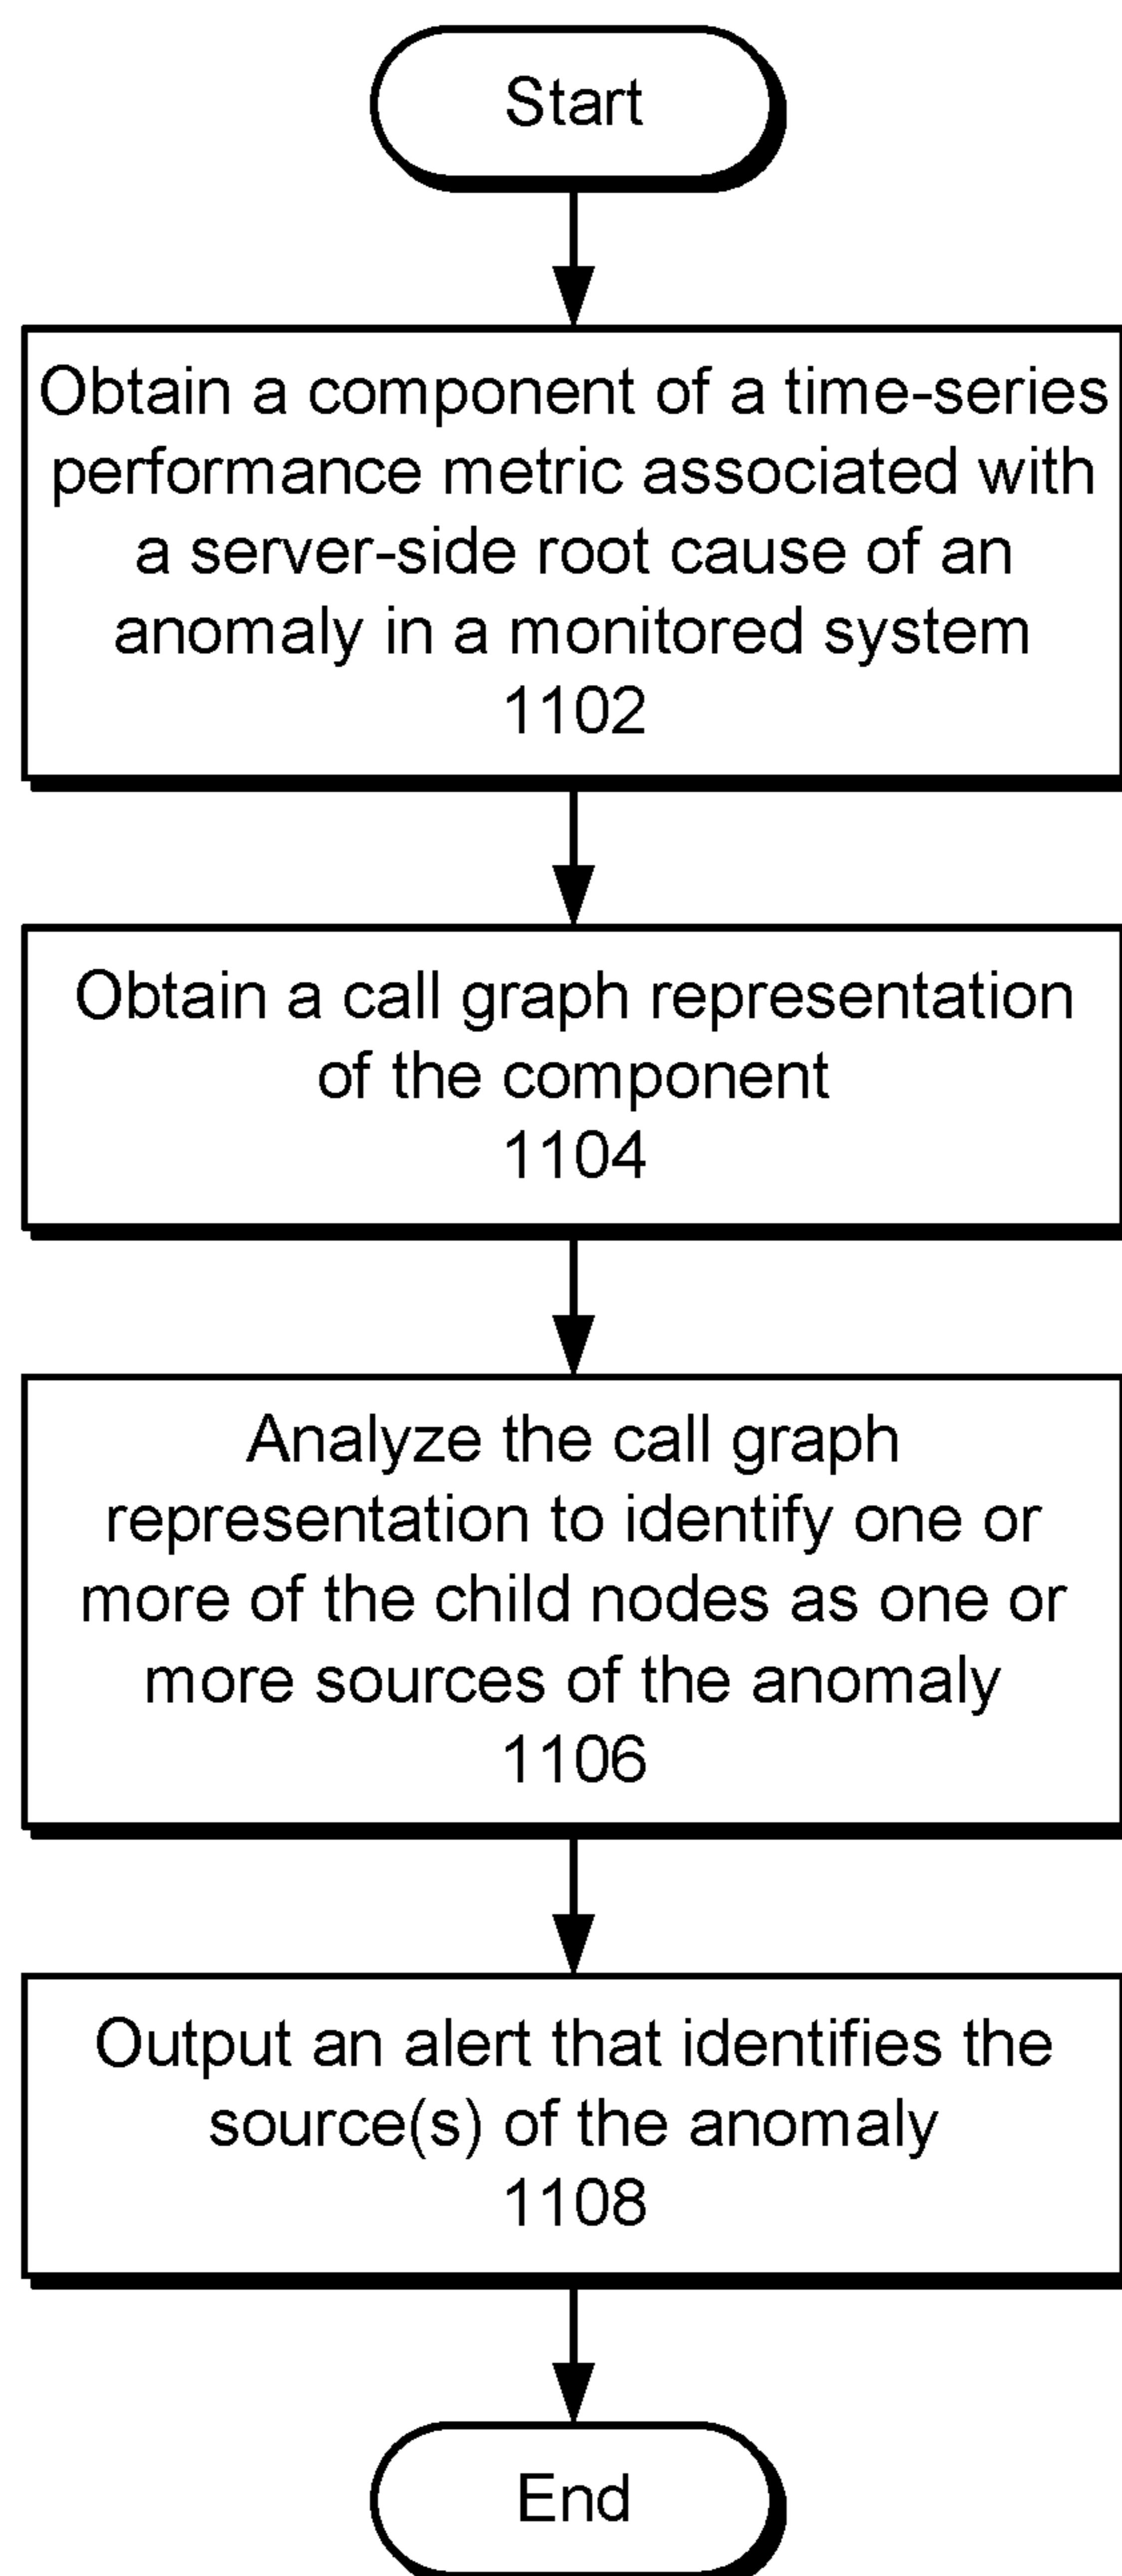 Start
Obtain a component of a time-series
performance metric associated with
a server-side root cause of an
anomaly in a monitored system
1102
Obtain a call graph representation
of the component
1104
Analyze the call graph
representation to identify one or
more of the child nodes as one or
more sources of the anomaly
1106
Output an alert that identifies the
source(s) of the anomaly
1108
End